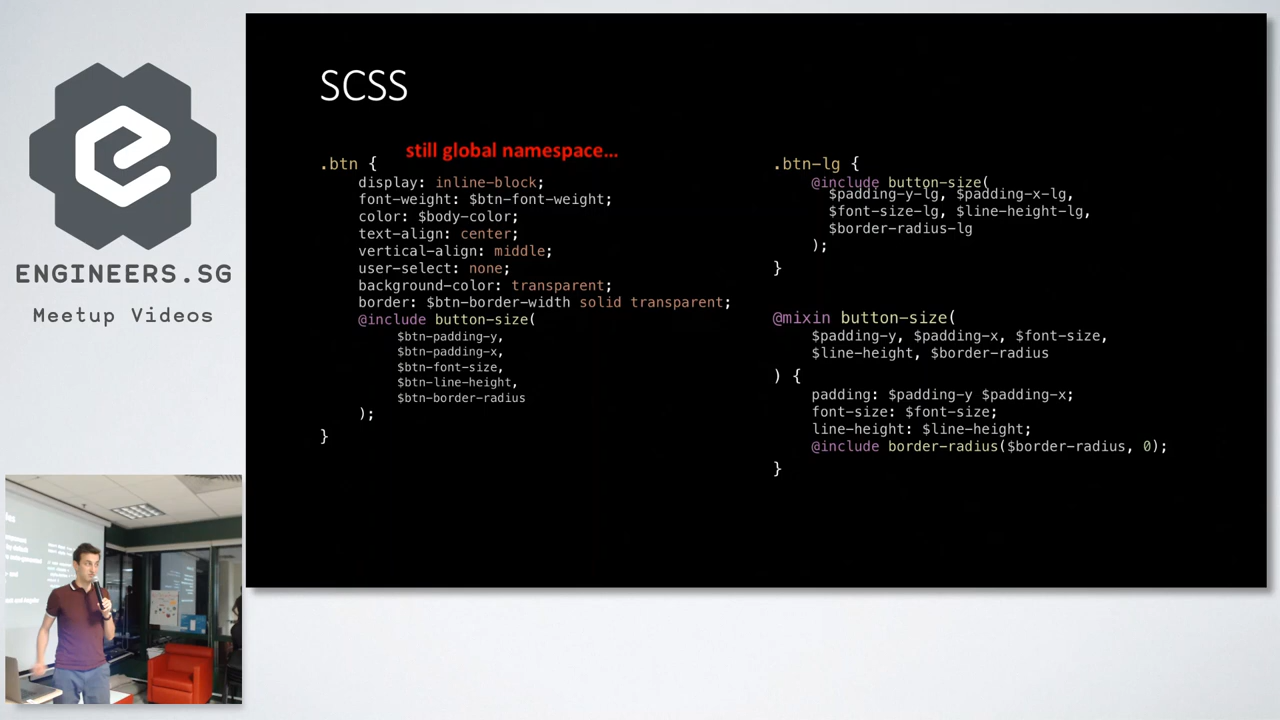 ENGINEERS.SG
Meetup Videos
SCSS
still global namespace...
.btn {
display: inline-block;
font-weight: $btn-font-weight;
color: $body-color;
text-align: center;
vertical-align: middle;
user-select: none;
background-color: transparent;
border: $btn-border-width solid transparent;
@include button-size(
$btn-padding-y,
$btn-padding-x,
$btn-font-size,
$btn-line-height,
$btn-border-radius
);
}
.btn-lg {
@include button-size(
$padding-y-lg, $padding-x-lg,
$font-size-lg, $line-height-lg,
$border-radius-lg
);
}
@mixin button-size(
$padding-y, $padding-x, $font-size,
$line-height, $border-radius
) {
padding: $padding-y $padding-x;
font-size: $font-size;
line-height: $line-height;
@include border-radius($border-radius, 0);
}